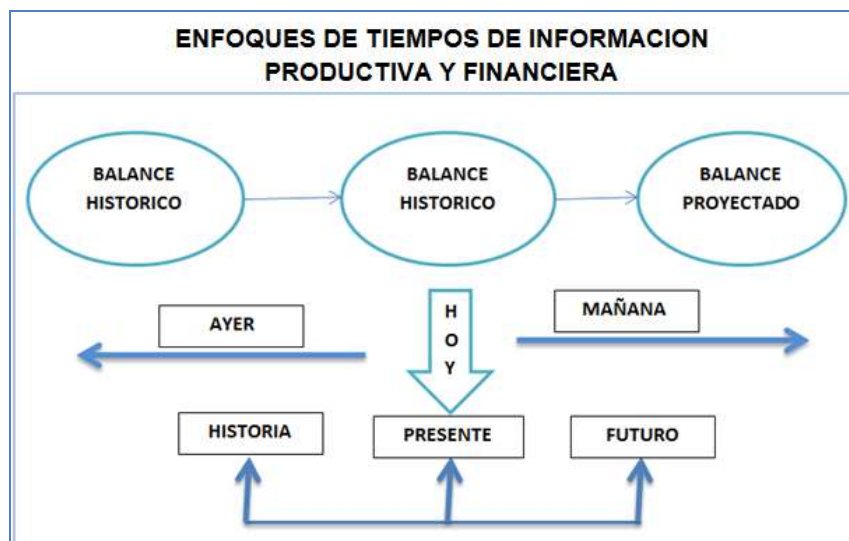 ENFOQUES DE TIEMPOS DE INFORMACION
PRODUCTIVA Y FINANCIERA
BALANCE
HISTORICO
BALANCE
HISTORICO
BALANCE
PROYECTADO
AYER
H
O
Y
MAÑANA
HISTORIA
PRESENTE
FUTURO